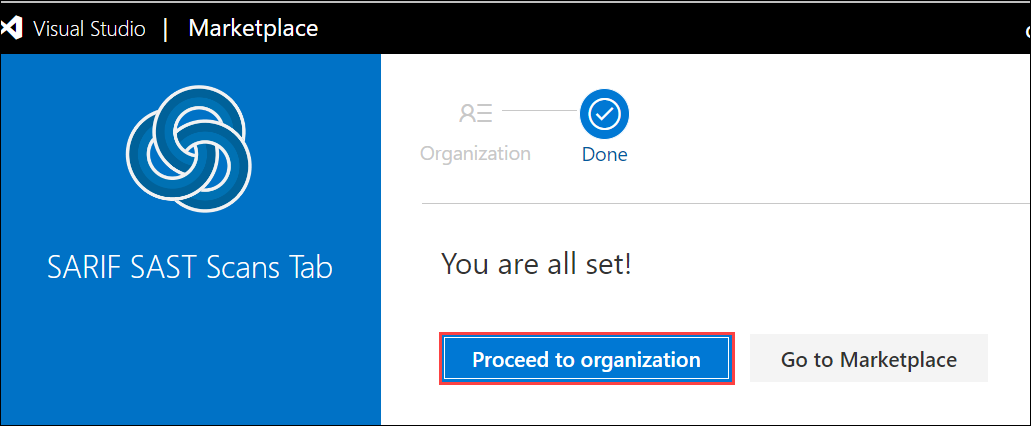 Visual Studio | Marketplace
Organization
Done
SARIF SAST Scans Tab
You are all set!
Proceed to organization
Go to Marketplace